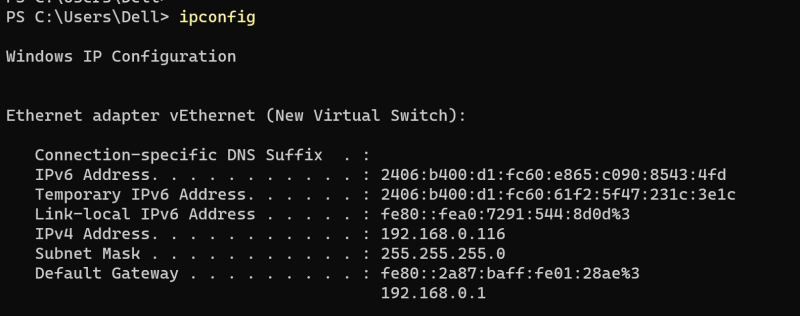 PS C:\Users\Dell> ipconfig
Windows IP Configuration
Ethernet adapter vEthernet (New Virtual Switch):
Connection-specific DNS Suffix  . :
IPv6 Address. . . . . . . . . . . : 2406:b400:d1:fc60:e865:c090:8543:4fd
Temporary IPv6 Address. . . . . . : 2406:b400:d1:fc60:61f2:5f47:231c:3e1c
Link-local IPv6 Address . . . . . : fe80::fea0:7291:544:8d0d%3
IPv4 Address. . . . . . . . . . . : 192.168.0.116
Subnet Mask . . . . . . . . . . . : 255.255.255.0
Default Gateway . . . . . . . . . : fe80::2a87:baff:fe01:28ae%3
192.168.0.1